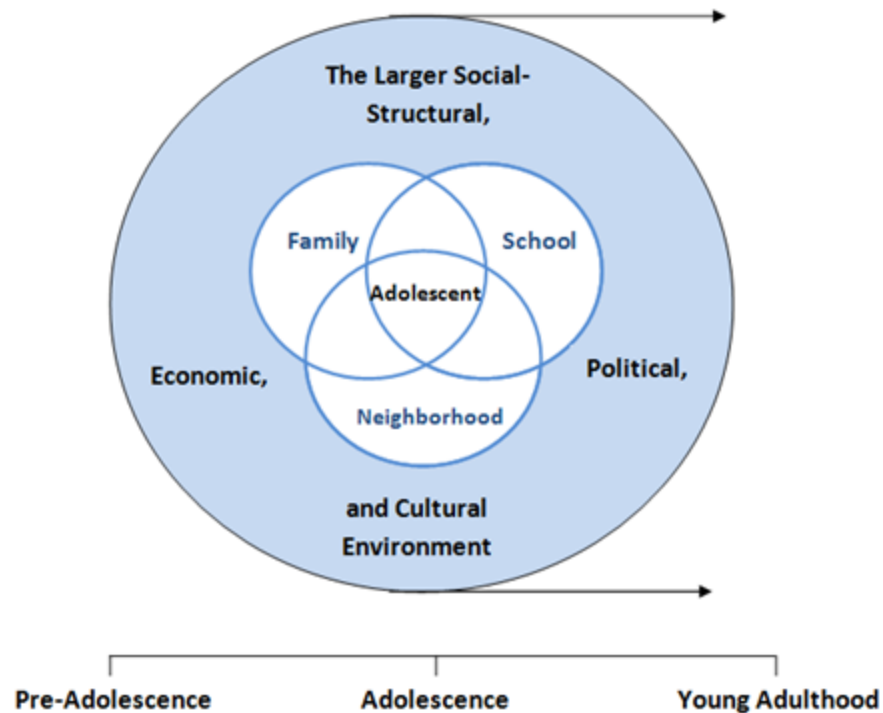 The Larger Social-
Structural,
Family
School
Adolescent
Economic,
Political,
Neighborhood
and Cultural
Environment
Pre-Adolescence
Adolescence
Young Adulthood